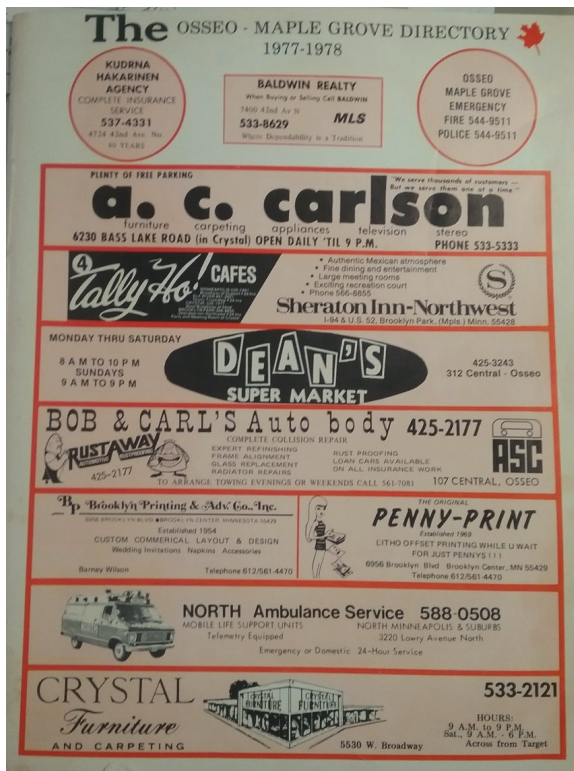 The OSSEO - MAPLE GROVE DIRECTORY
1977-1978
KUDRNA
HAKARINEN
AGENCY
COMPLETE INSURANCE
SERVICE
537-4331
4724 42nd Ave. No.
40 YEARS
BALDWIN REALTY
When Buying or Selling Call BALDWIN
7400 42nd Av N
533-8629 MLS
Where Dependability is a Tradition
OSSEO
MAPLE GROVE
EMERGENCY
FIRE 544-9511
POLICE 544-9511
PLENTY OF FREE PARKING
"We serve thousands of customers —
But we serve them one at a time"
a. c. carlson
furniture carpeting appliances television stereo
6230 BASS LAKE ROAD (in Crystal) OPEN DAILY 'TIL 9 P.M. PHONE 533-5333
4
Tally Ho! CAFES
• Authentic Mexican atmosphere
• Fine dining and entertainment
• Large meeting rooms
• Exciting recreation court
• Phone 566-8855
S
Sheraton Inn-Northwest
I-94 & U.S. 52, Brooklyn Park, (Mpls.) Minn. 55428
MONDAY THRU SATURDAY
8 A M TO 10 P M
SUNDAYS
9 A M TO 9 P M
DEAN'S
SUPER MARKET
425-3243
312 Central - Osseo
BOB & CARL'S Auto body 425-2177
COMPLETE COLLISION REPAIR
RUSTAWAY
AUTOMOTIVE RUSTPROOFING
425-2177
EXPERT REFINISHING
FRAME ALIGNMENT
GLASS REPLACEMENT
RADIATOR REPAIRS
RUST PROOFING
LOAN CARS AVAILABLE
ON ALL INSURANCE WORK
ASC
TO ARRANGE TOWING EVENINGS OR WEEKENDS CALL 561-7081
107 CENTRAL, OSSEO
Bp Brooklyn Printing & Adv. Co., Inc.
6956 BROOKLYN BLVD ● BROOKLYN CENTER MINNESOTA 55429
Established 1954
CUSTOM COMMERICAL LAYOUT & DESIGN
Wedding Invitations Napkins Accessories
Barney Wilson Telephone 612/561-4470
THE ORIGINAL
PENNY-PRINT
Established 1969
LITHO OFFSET PRINTING WHILE U WAIT
FOR JUST PENNYS ! ! !
6956 Brooklyn Blvd Brooklyn Center, MN 55429
Telephone 612/561-4470
NORTH Ambulance Service 588-0508
MOBILE LIFE SUPPORT UNITS NORTH MINNEAPOLIS & SUBURBS
Telemetry Equipped 3220 Lowry Avenue North
Emergency or Domestic 24-Hour Service
CRYSTAL
Furniture
AND CARPETING
CRYSTAL
FURNITURE
CRYSTAL
FURNITURE
5530 W. Broadway
533-2121
HOURS:
9 A.M. to 9 P.M.
Sat., 9 A.M. - 6 P.M.
Across from Target